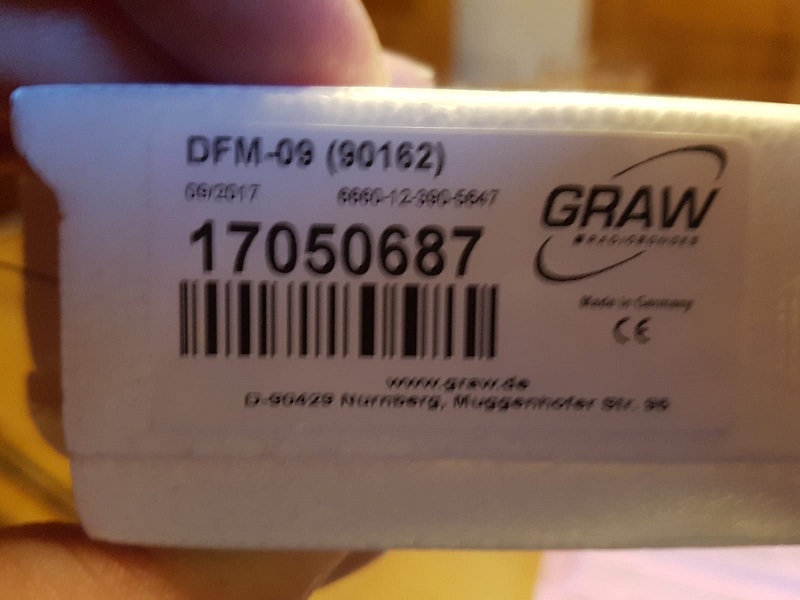 DFM-09 (90162)
09/2017 6660-12-390-5647
17050687
GRAW
RADIOSONDES
Made in Germany
CE
www.graw.de
D-90429 Nürnberg, Muggenhofer Str. 95